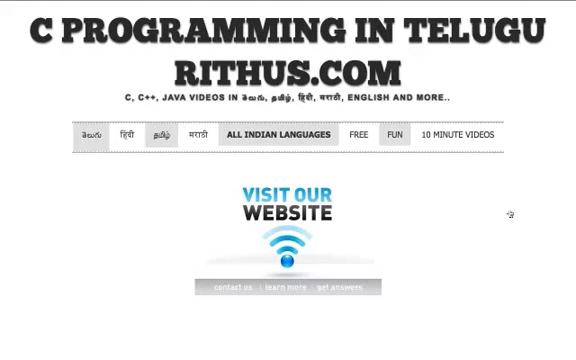 C PROGRAMMING IN TELUGU
RITHUS.COM
C, C++, JAVA VIDEOS IN తెలుగు, தமிழ், हिंदी, मराठी, ENGLISH AND MORE..
తెలుగు हिंदी தமிழ் मराठी ALL INDIAN LANGUAGES FREE FUN 10 MINUTE VIDEOS
VISIT OUR
WEBSITE
contact us | learn more | get answers